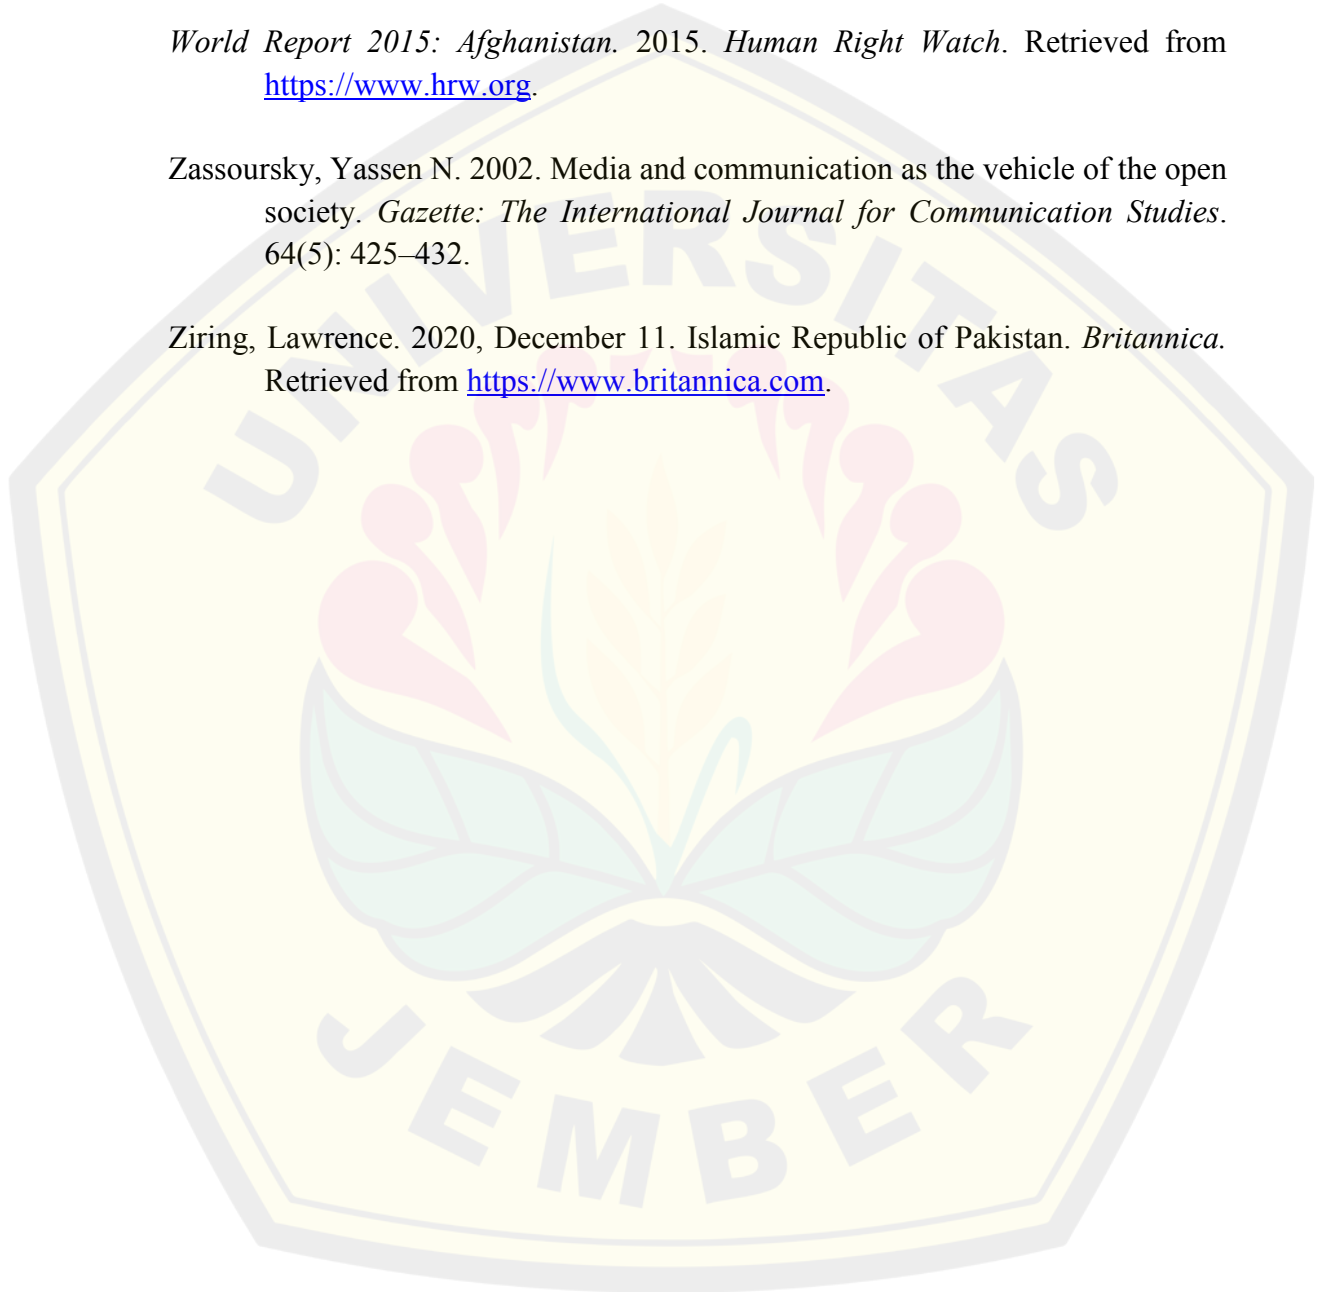 World Report 2015: Afghanistan. 2015. Human Right Watch. Retrieved from
https://www.hrw.org.
Zassoursky, Yassen N. 2002. Media and communication as the vehicle of the open
society. Gazette: The International Journal for Communication Studies.
64(5): 425–432.
Ziring, Lawrence. 2020, December 11. Islamic Republic of Pakistan. Britannica.
Retrieved from https://www.britannica.com.
UNIVERSITAS
JEMBER